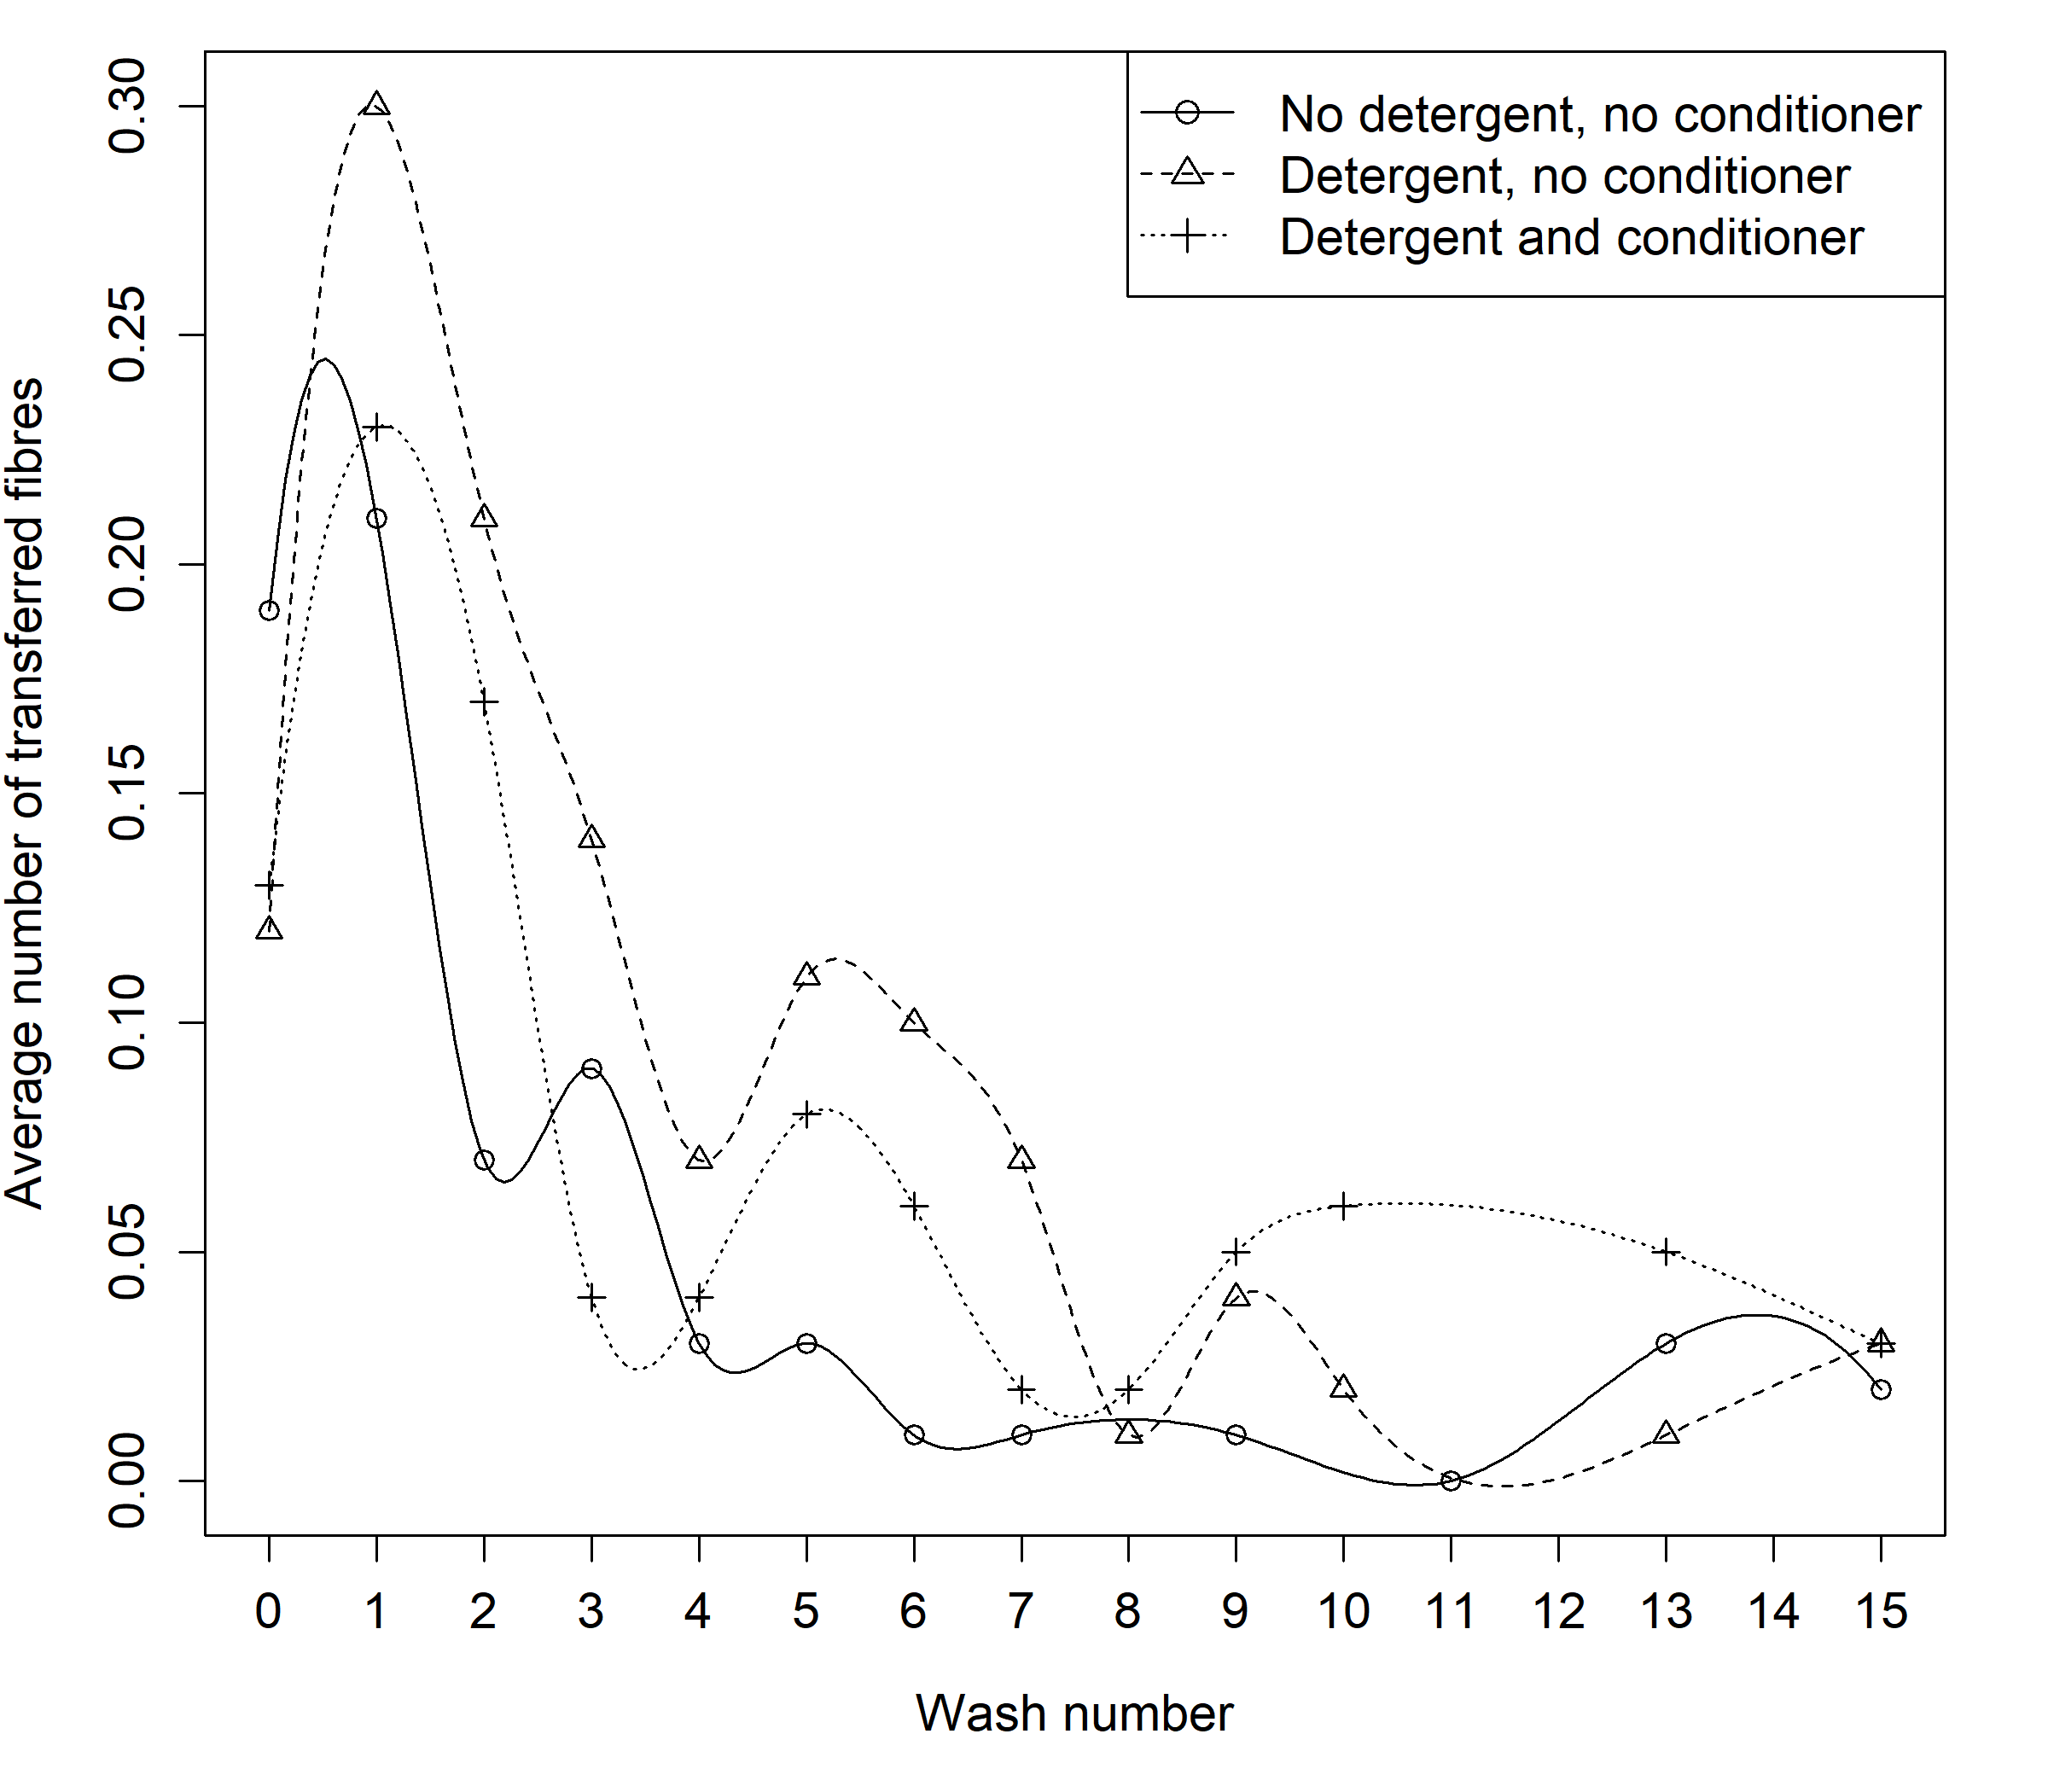 No detergent, no conditioner
Detergent, no conditioner
Detergent and conditioner
Average number of transferred fibres
0.30
0.25
0.20
0.15
0.10
0.05
0.00
0 1 2 3 4 5 6 7 8 9 10 11 12 13 14 15
Wash number